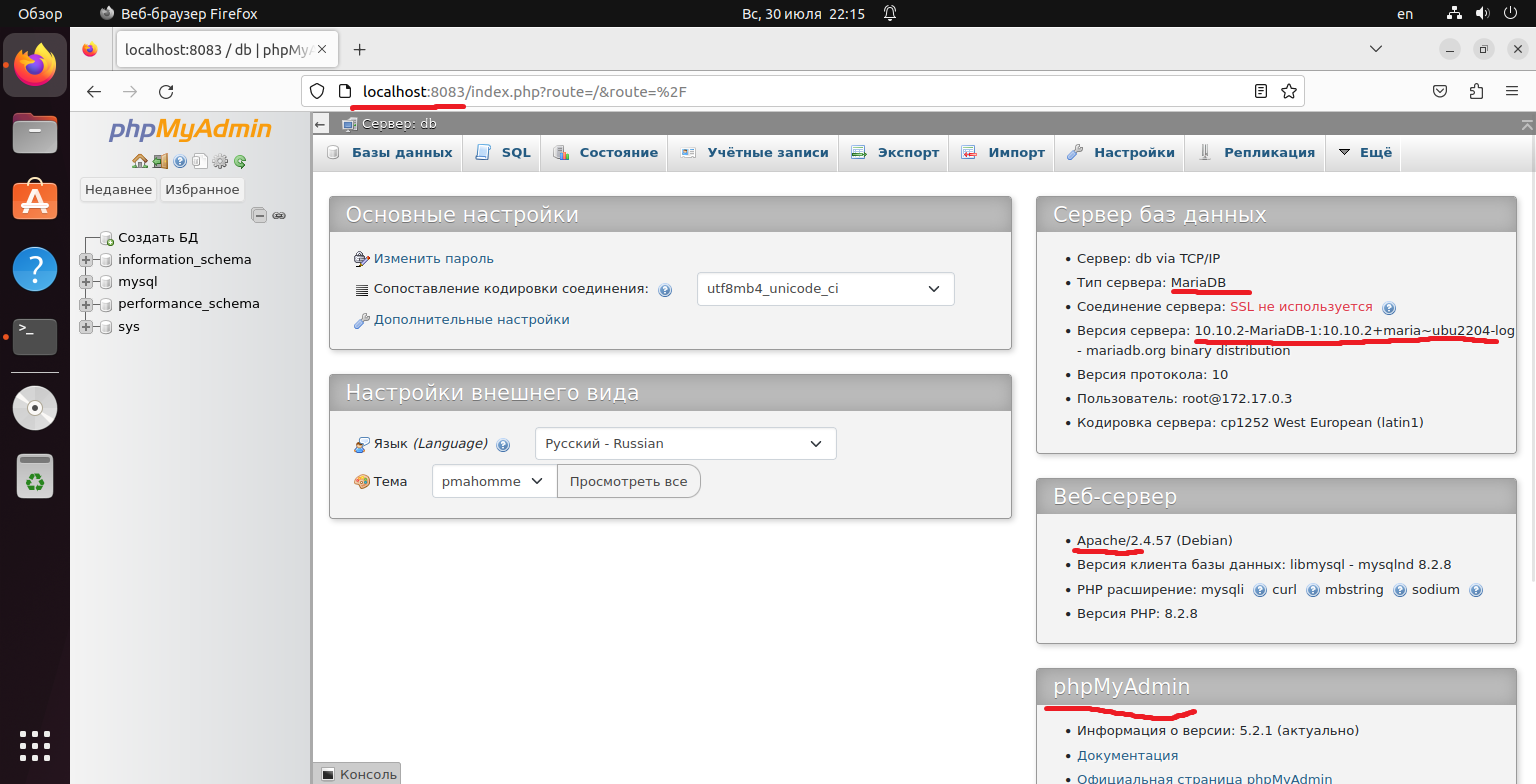 Обзор
Веб-браузер Firefox
Вс, 30 июля 22:15
en
localhost:8083 / db | phpMyA
localhost:8083/index.php?route=/&route=%2F
phpMyAdmin
Недавнее
Избранное
Создать БД
information_schema
mysql
performance_schema
sys
Сервер: db
Базы данных
SQL
Состояние
Учётные записи
Экспорт
Импорт
Настройки
Репликация
Ещё
Основные настройки
Изменить пароль
Сопоставление кодировки соединения:
utf8mb4_unicode_ci
Дополнительные настройки
Настройки внешнего вида
Язык (Language)
Русский - Russian
Тема
pmahomme
Просмотреть все
Сервер баз данных
Сервер: db via TCP/IP
Тип сервера: MariaDB
Соединение сервера: SSL не используется
Версия сервера: 10.10.2-MariaDB-1:10.10.2+maria~ubu2204-log
- mariadb.org binary distribution
Версия протокола: 10
Пользователь: root@172.17.0.3
Кодировка сервера: cp1252 West European (latin1)
Веб-сервер
Apache/2.4.57 (Debian)
Версия клиента базы данных: libmysql - mysqlnd 8.2.8
PHP расширение: mysqli curl mbstring sodium
Версия PHP: 8.2.8
phpMyAdmin
Информация о версии: 5.2.1 (актуально)
Документация
Официальная страница phpMyAdmin
Консоль